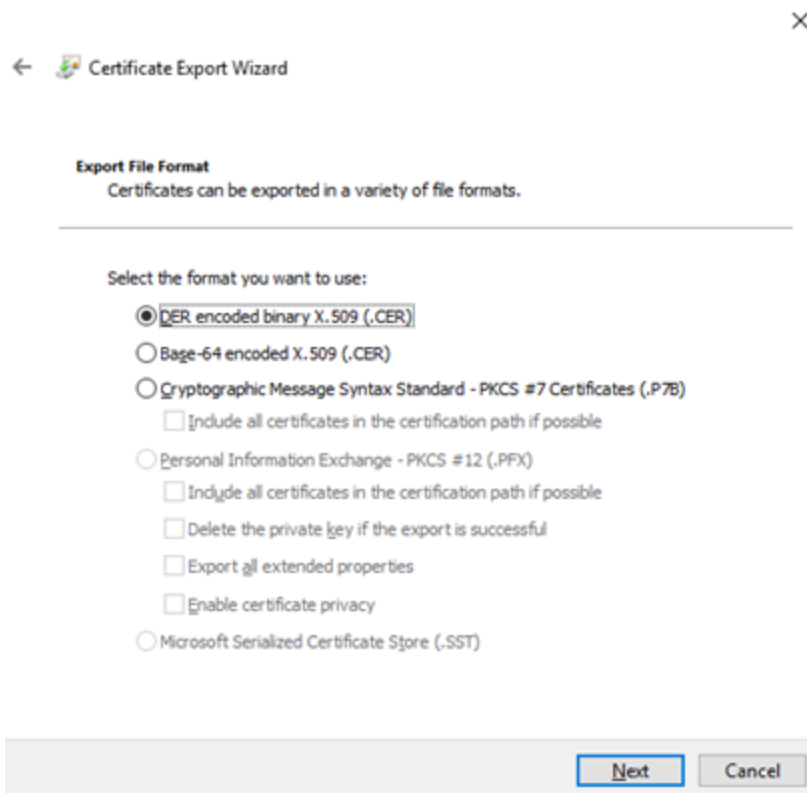 Certificate Export Wizard
Export File Format
Certificates can be exported in a variety of file formats.
Select the format you want to use:
DER encoded binary X.509 (.CER)
Base-64 encoded X.509 (.CER)
Cryptographic Message Syntax Standard - PKCS #7 Certificates (.P7B)
Include all certificates in the certification path if possible
Personal Information Exchange - PKCS #12 (.PFX)
Include all certificates in the certification path if possible
Delete the private key if the export is successful
Export all extended properties
Enable certificate privacy
Microsoft Serialized Certificate Store (.SST)
Next Cancel